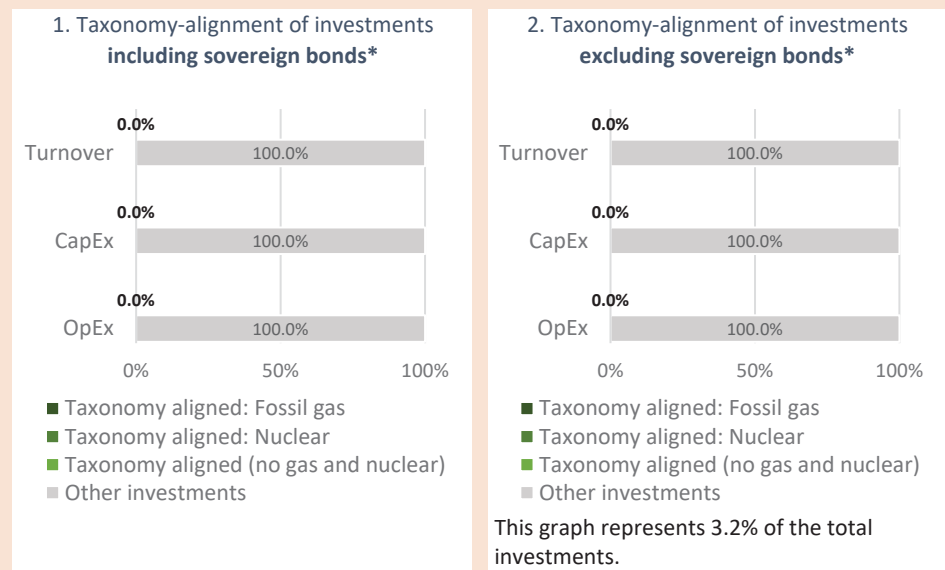 1. Taxonomy-alignment of investments
including sovereign bonds*
0.0%
Turnover
100.0%
0.0%
CapEx
100.0%
0.0%
OpEx
100.0%
0%
50%
100%
Taxonomy aligned: Fossil gas
Taxonomy aligned: Nuclear
Taxonomy aligned (no gas and nuclear)
Other investments
2. Taxonomy-alignment of investments
excluding sovereign bonds*
0.0%
Turnover
100.0%
0.0%
CapEx
100.0%
0.0%
OpEx
100.0%
0%
50%
100%
Taxonomy aligned: Fossil gas
Taxonomy aligned: Nuclear
Taxonomy aligned (no gas and nuclear)
Other investments
This graph represents 3.2% of the total
investments.